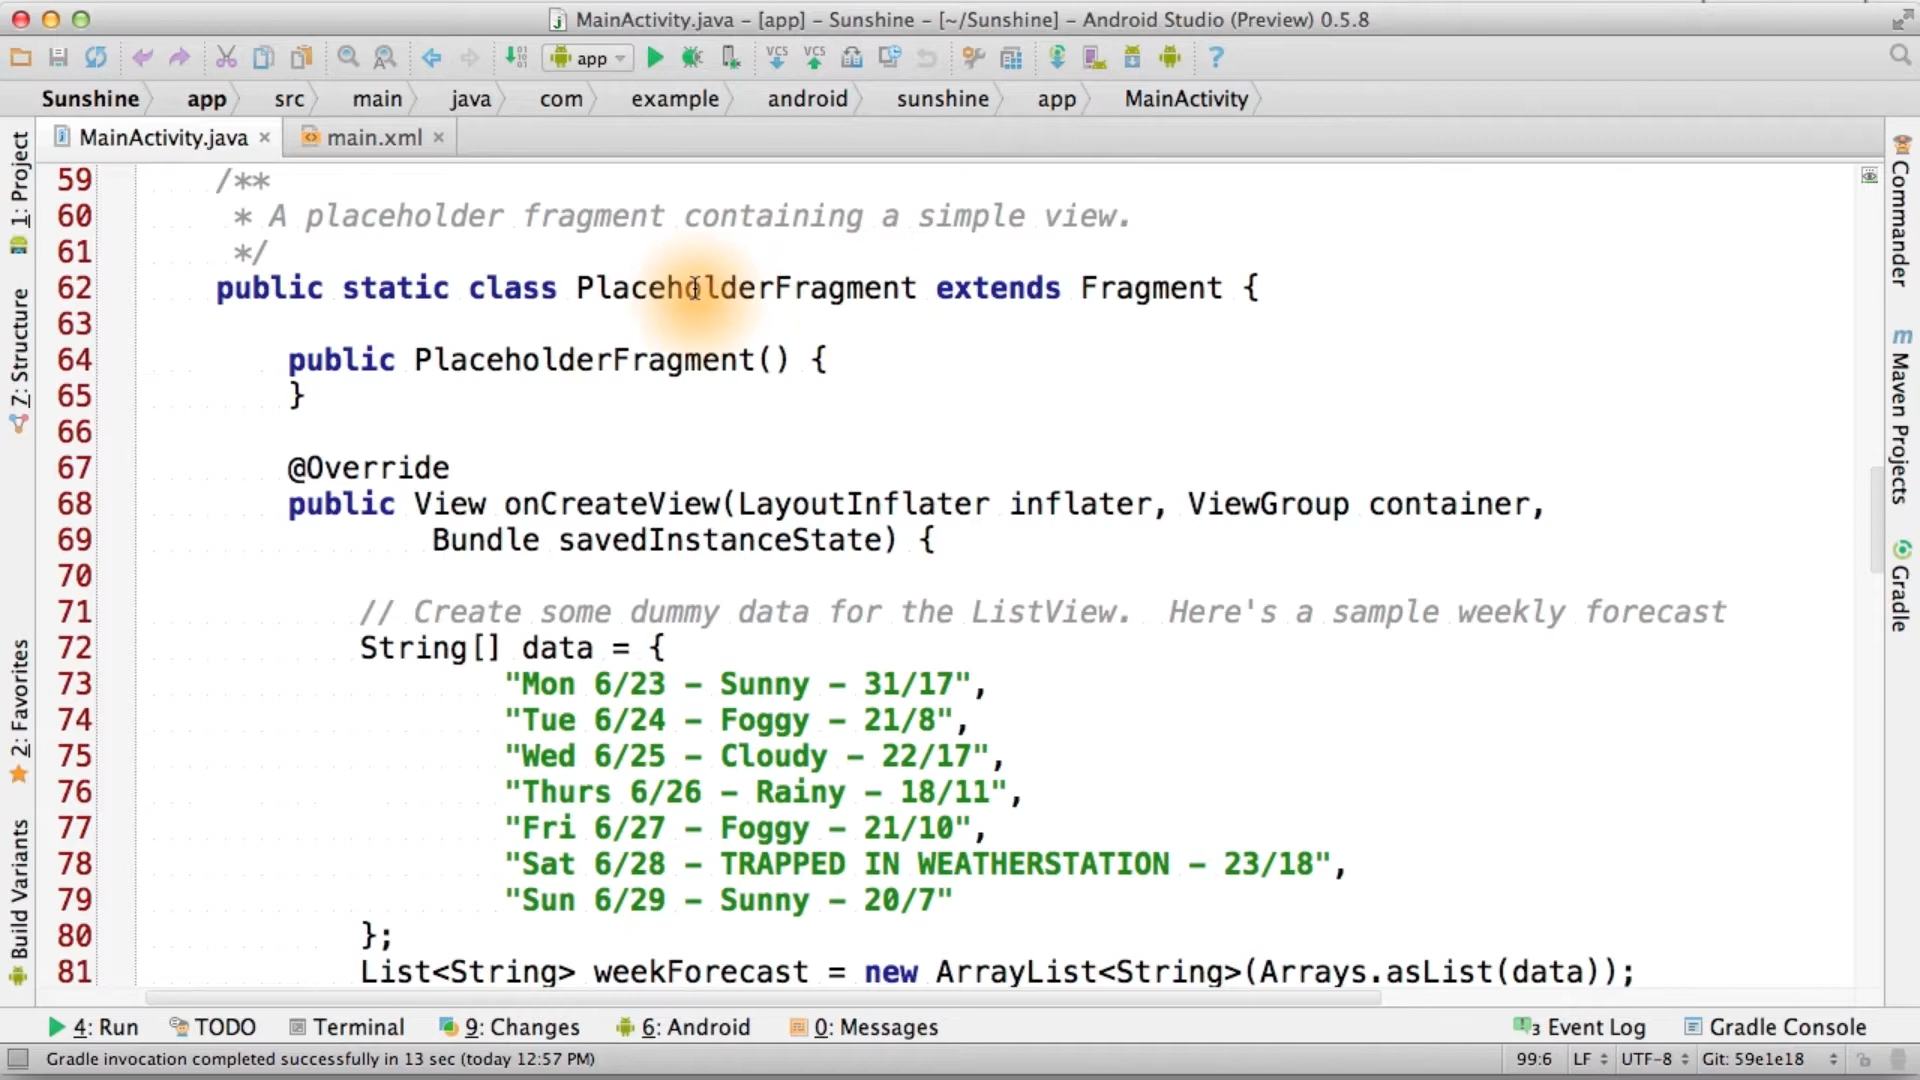 MainActivity.java – [app] – Sunshine – [~/Sunshine] – Android Studio (Preview) 0.5.8
app VCS VCS ?
Sunshine app src main java com example android sunshine app MainActivity
MainActivity.java × main.xml ×
1: Project
Z: Structure
2: Favorites
Build Variants
59 /**
60 * A placeholder fragment containing a simple view.
61 */
62 public static class PlaceholderFragment extends Fragment {
63
64 public PlaceholderFragment() {
65 }
66
67 @Override
68 public View onCreateView(LayoutInflater inflater, ViewGroup container,
69 Bundle savedInstanceState) {
70
71 // Create some dummy data for the ListView.  Here's a sample weekly forecast
72 String[] data = {
73 "Mon 6/23 – Sunny – 31/17",
74 "Tue 6/24 – Foggy – 21/8",
75 "Wed 6/25 – Cloudy – 22/17",
76 "Thurs 6/26 – Rainy – 18/11",
77 "Fri 6/27 – Foggy – 21/10",
78 "Sat 6/28 – TRAPPED IN WEATHERSTATION – 23/18",
79 "Sun 6/29 – Sunny – 20/7"
80 };
81 List<String> weekForecast = new ArrayList<String>(Arrays.asList(data));
Commander
m Maven Projects
Gradle
4: Run TODO Terminal 9: Changes 6: Android 0: Messages 3 Event Log Gradle Console
Gradle invocation completed successfully in 13 sec (today 12:57 PM) 99:6 LF UTF-8 Git: 59e1e18